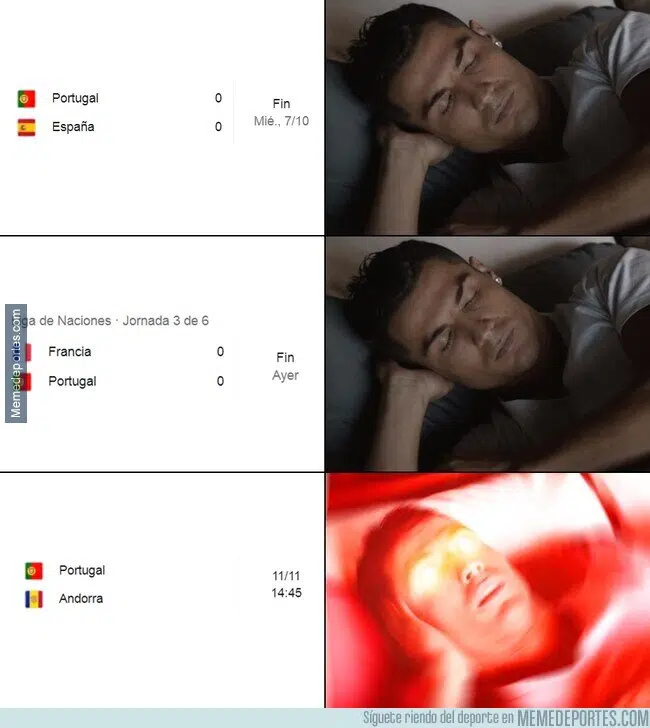 Portugal 0
España 0
Fin
Mié., 7/10
Memedeportes.com
ga de Naciones · Jornada 3 de 6
Francia 0
Portugal 0
Fin
Ayer
Portugal
Andorra
11/11
14:45
Síguete riendo del deporte en MEMEDEPORTES.COM